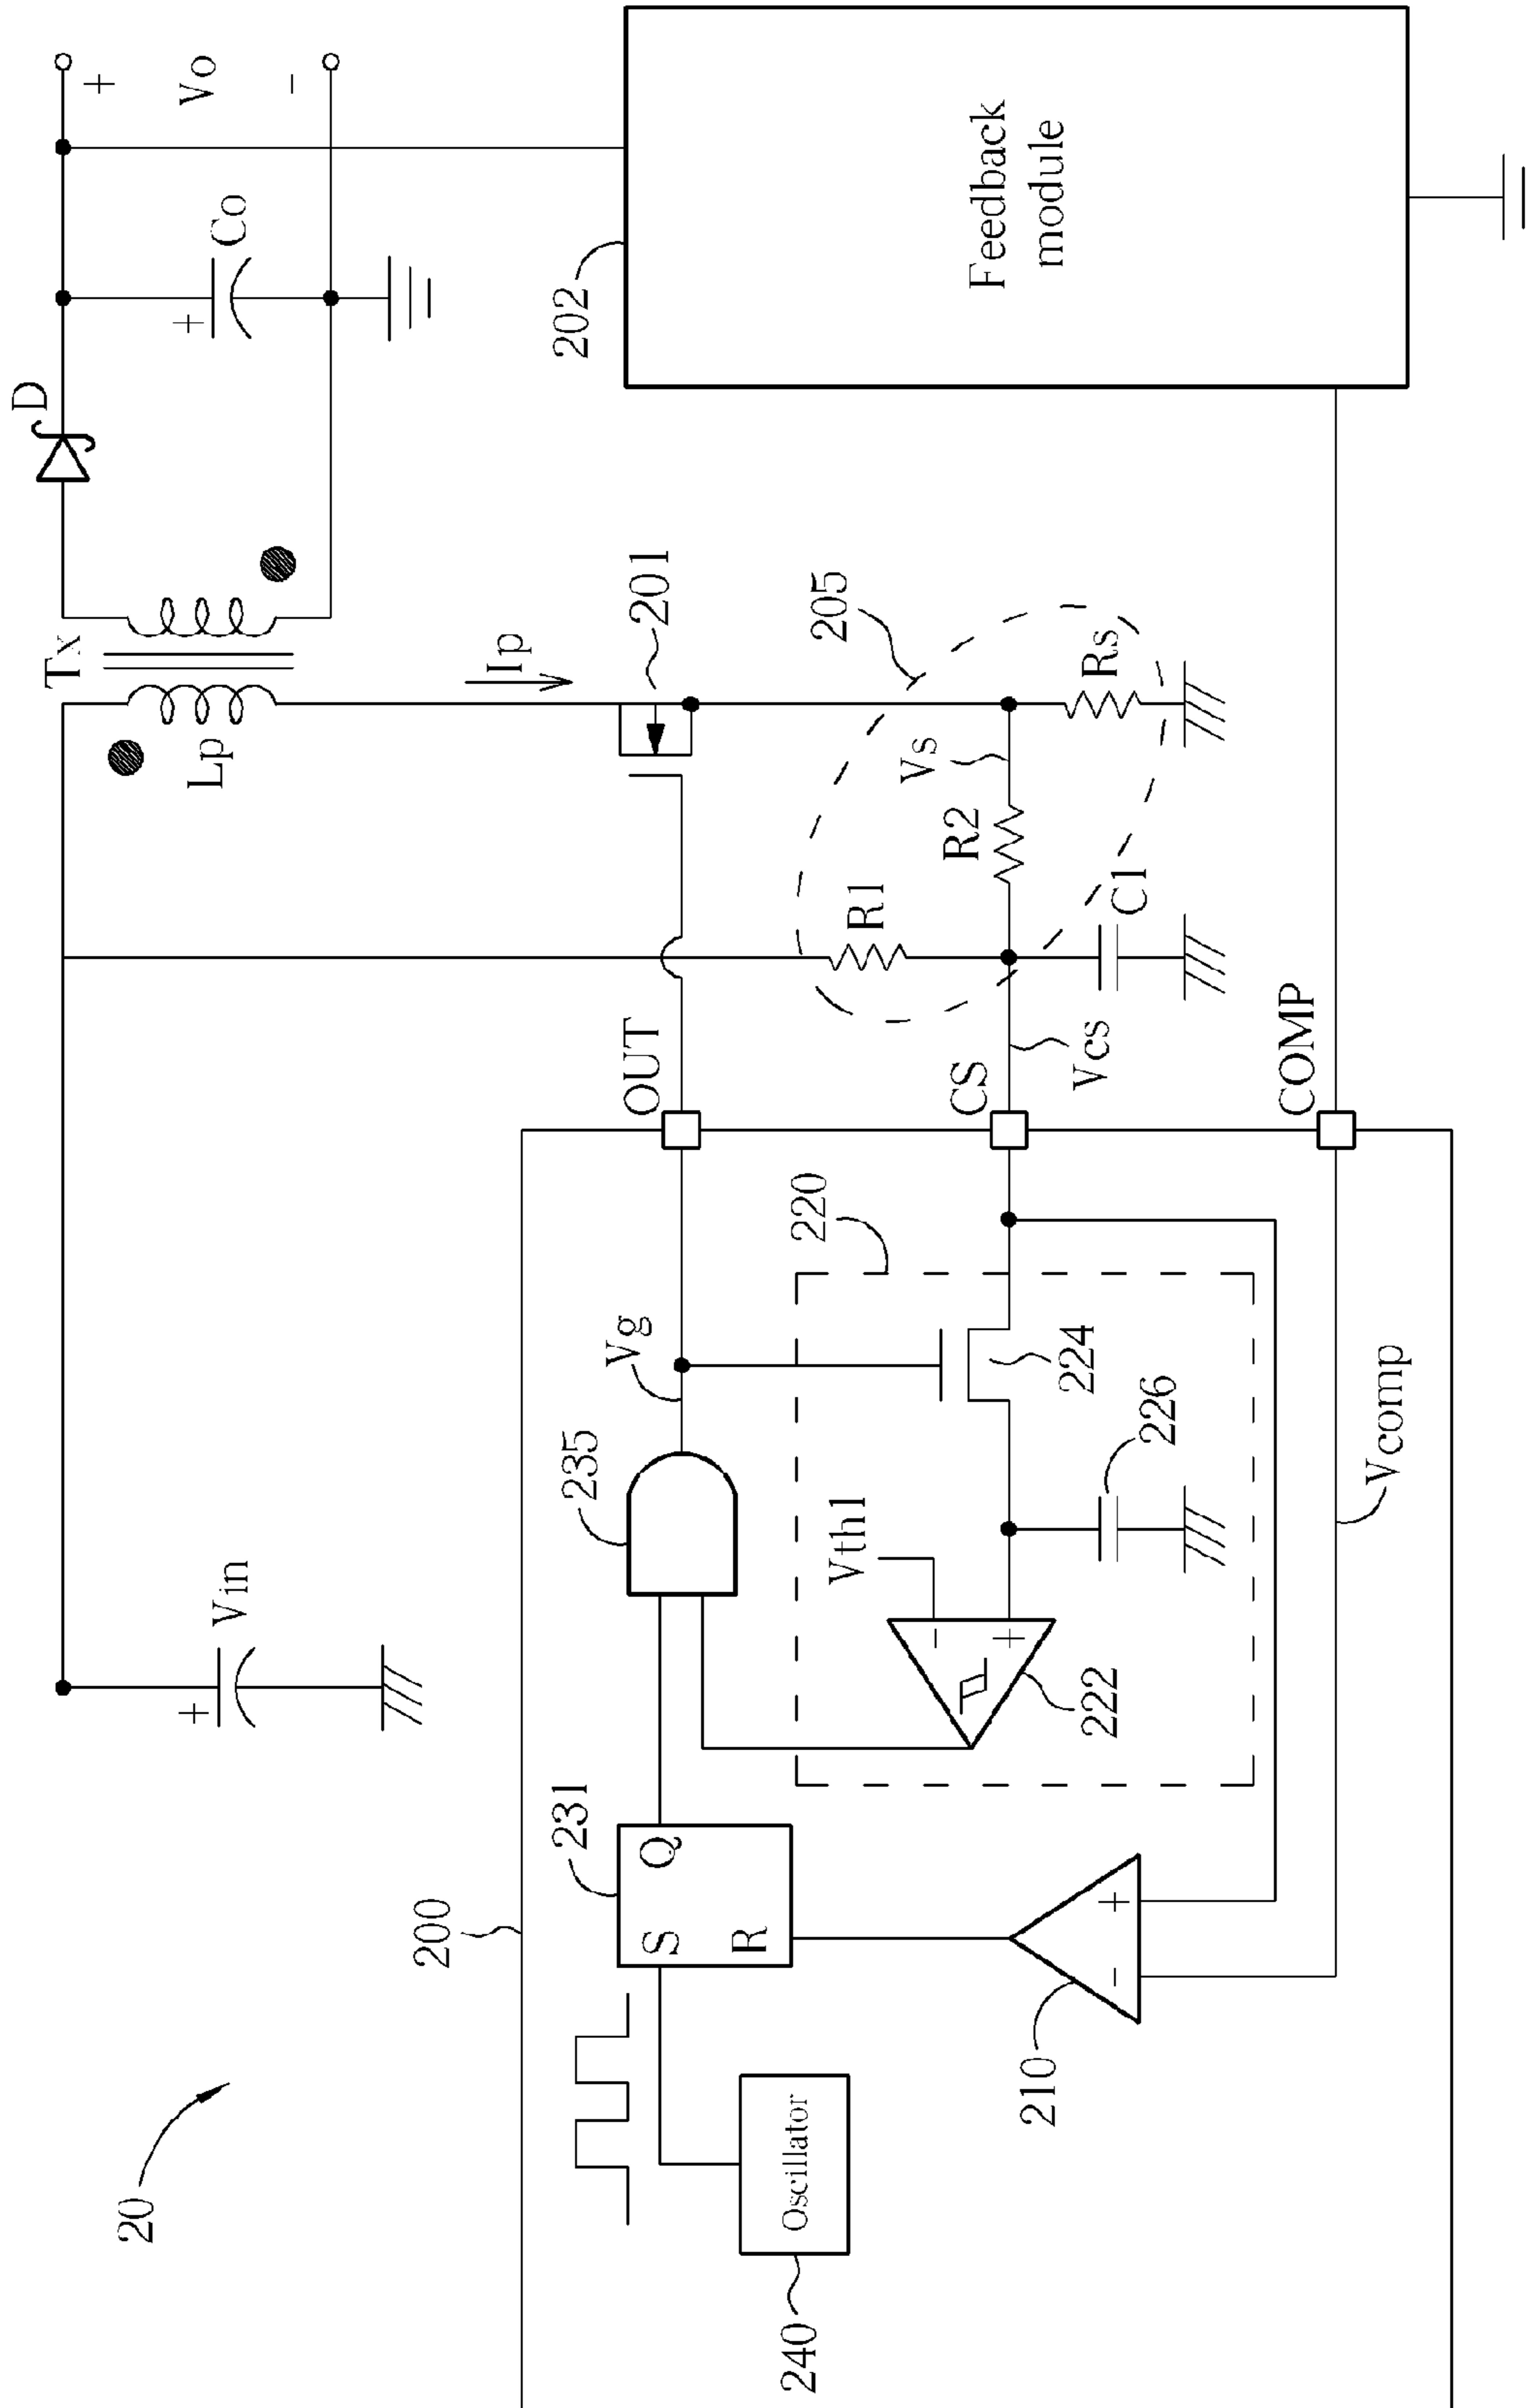 20
Vin
+
Tx
Lp
D
+
Co
+
Vo
-
Ip
201
200
OUT
Vg
235
231
S
Q
R
Oscillator
240
220
Vth1
-
+
222
224
226
210
-
+
CS
Vcs
R1
R2
C1
Vs
205
Rs
COMP
Vcomp
202
Feedback
module